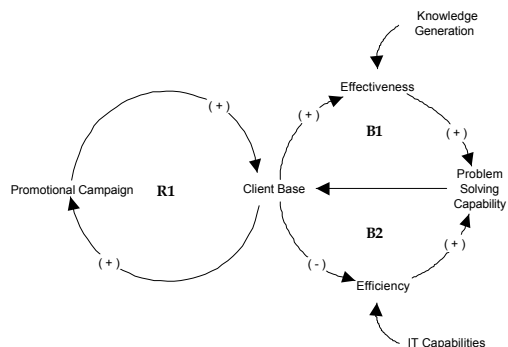 Knowledge
Generation
Effectiveness
( + )
( + )
B1
( + )
Promotional Campaign
R1
Client Base
Problem
Solving
Capability
B2
( + )
( - )
( + )
Efficiency
IT Capabilities